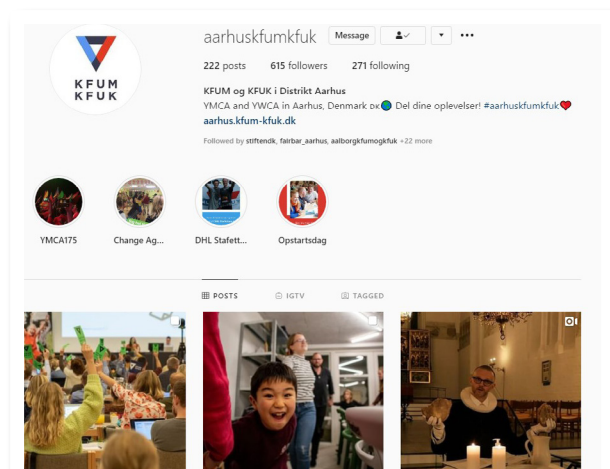 aarhuskfumkfuk Message
222 posts 615 followers 271 following
KFUM
KFUK
KFUM og KFUK i Distrikt Aarhus
YMCA and YWCA in Aarhus, Denmark DK🌍 Del dine oplevelser! #aarhuskfumkfuk❤️
aarhus.kfum-kfuk.dk
Followed by stiftendk, fairbar_aarhus, aalborgkfumogkfuk +22 more
YMCA175 Change Ag... DHL Stafett... Opstartsdag
POSTS IGTV TAGGED